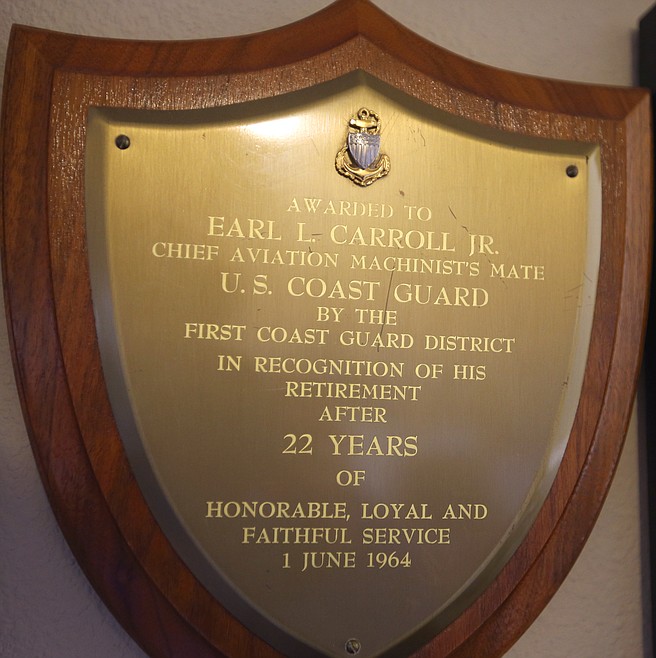 AWARDED TO
EARL L. CARROLL JR.
CHIEF AVIATION MACHINIST'S MATE
U.S. COAST GUARD
BY THE
FIRST COAST GUARD DISTRICT
IN RECOGNITION OF HIS
RETIREMENT
AFTER
22 YEARS
OF
HONORABLE, LOYAL AND
FAITHFUL SERVICE
1 JUNE 1964